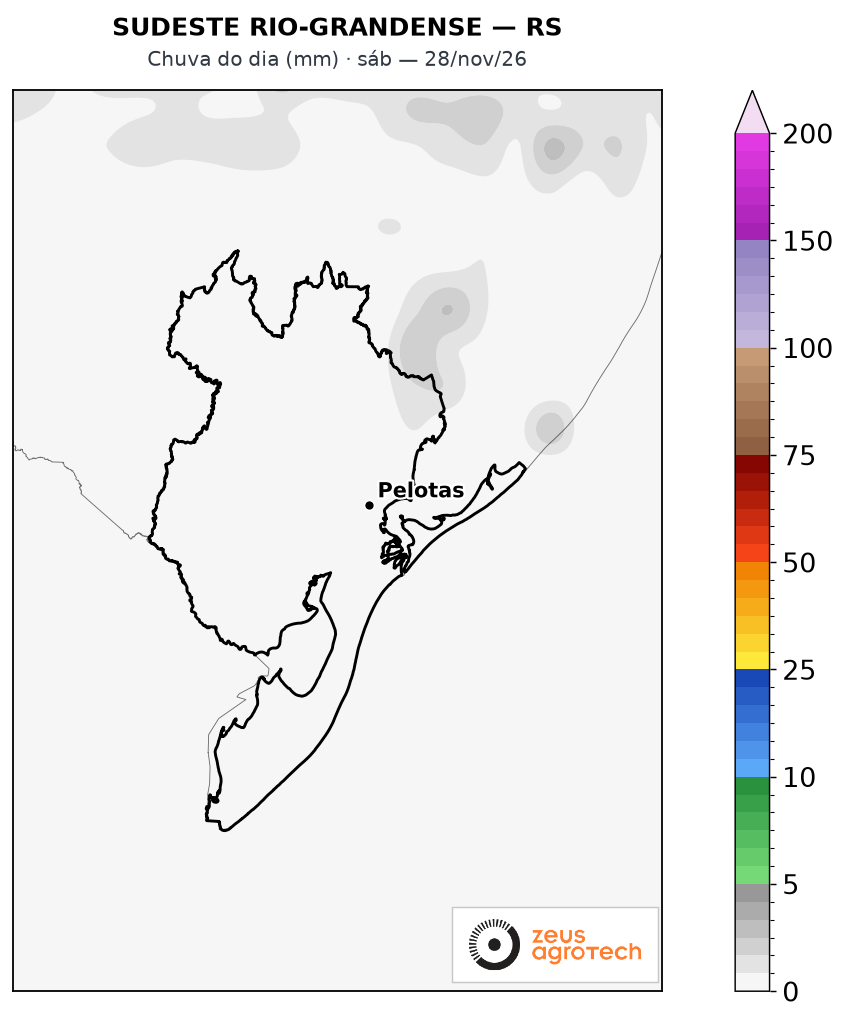 SUDESTE RIO-GRANDENSE — RS
Chuva do dia (mm) · sáb — 28/nov/26
200
150
100
75
50
25
10
5
0
Pelotas
zeus
agrotech